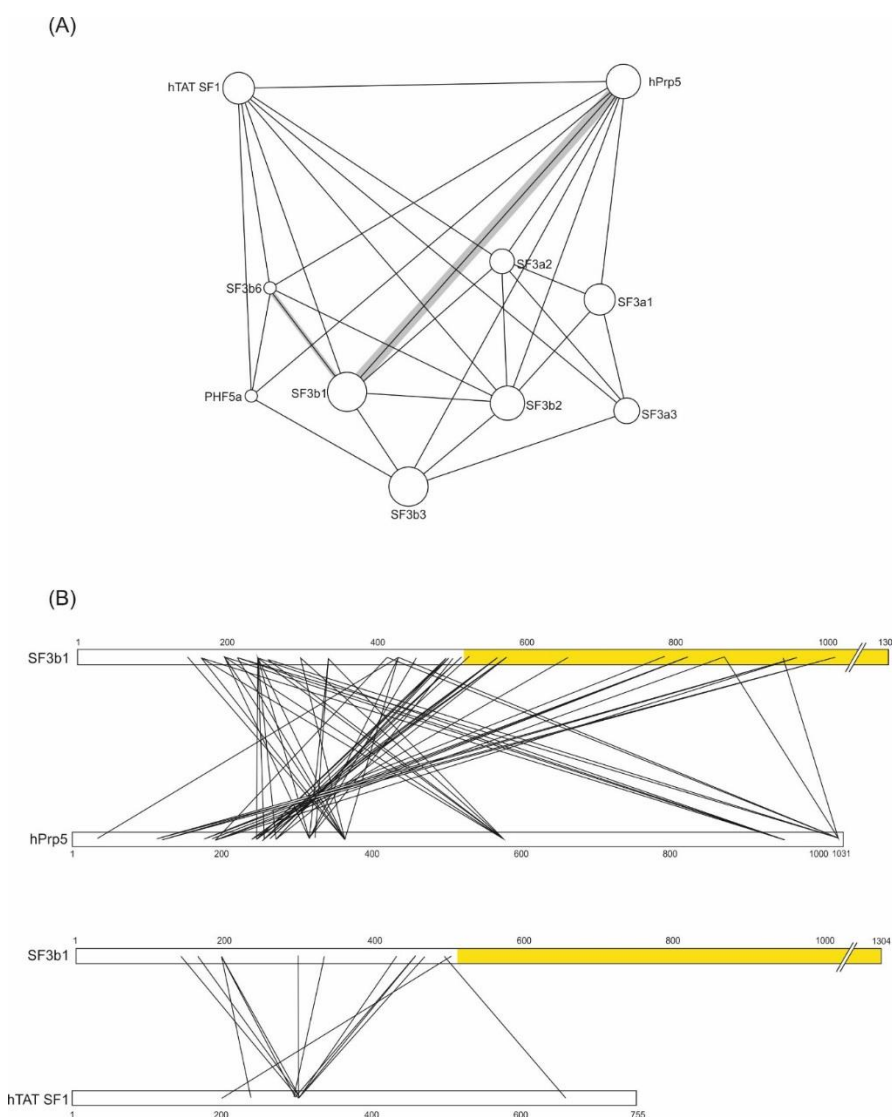 (A)
hTAT SF1
hPrp5
SF3b6
SF3a2
SF3a1
PHF5a
SF3b1
SF3b2
SF3a3
SF3b3
(B)
1 200 400 600 800 1000 130
SF3b1
hPrp5
1 200 400 600 800 1000 1031
1 200 400 600 800 1000 1304
SF3b1
hTAT SF1
1 200 400 600 755